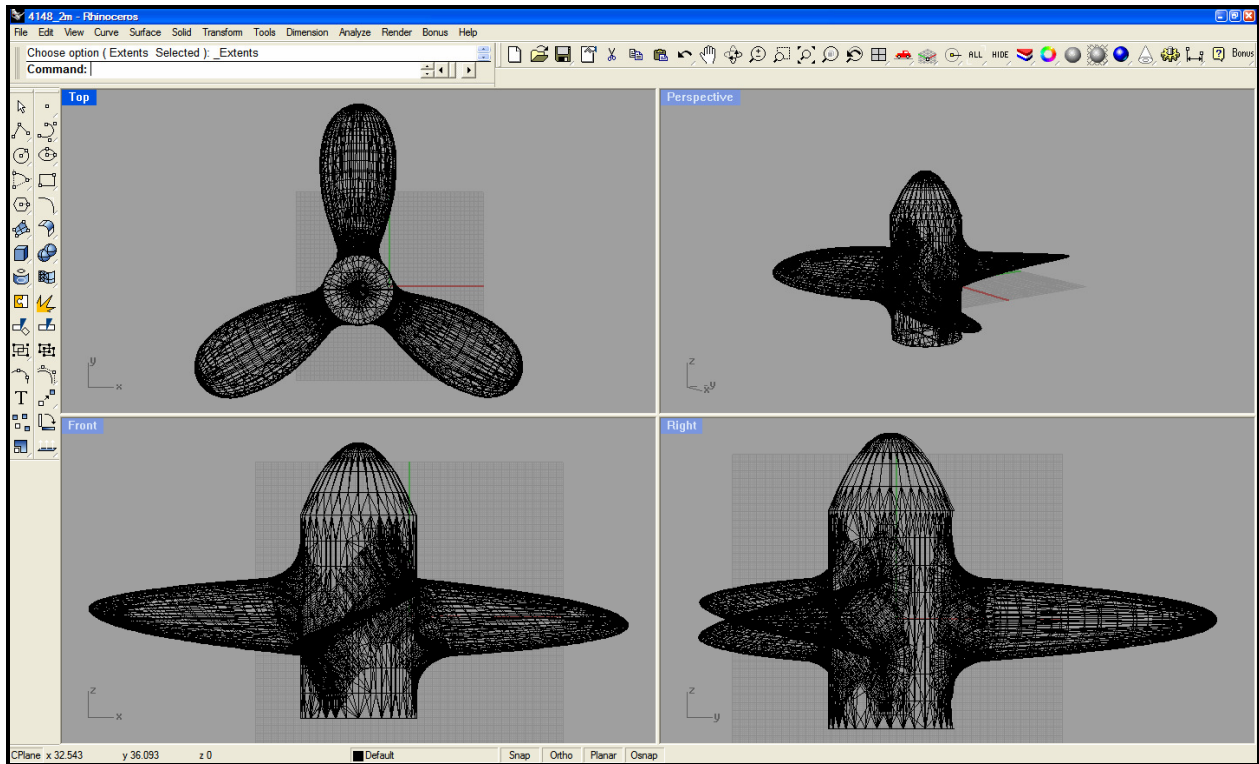 4148_2m - Rhinoceros
File Edit View Curve Surface Solid Transform Tools Dimension Analyze Render Bonus Help
Choose option ( Extents Selected ): _Extents
Command:
ALL HIDE Bonus
Top
Perspective
y
x
z
x y
T
Front
Right
z
x
z
y
CPlane x 32.543 y 36.093 z 0 Default Snap Ortho Planar Osnap